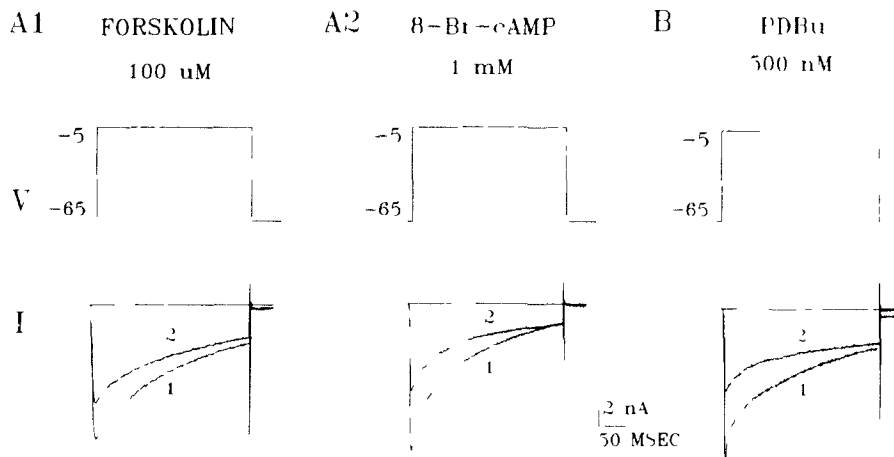 A1 FORSKOLIN A2 8-Br-cAMP B PDBu
100 uM 1 mM 500 nM
-5 -5 -5
V -65 -65 -65
I 2 2 2
1 1 1
2 nA
50 MSEC